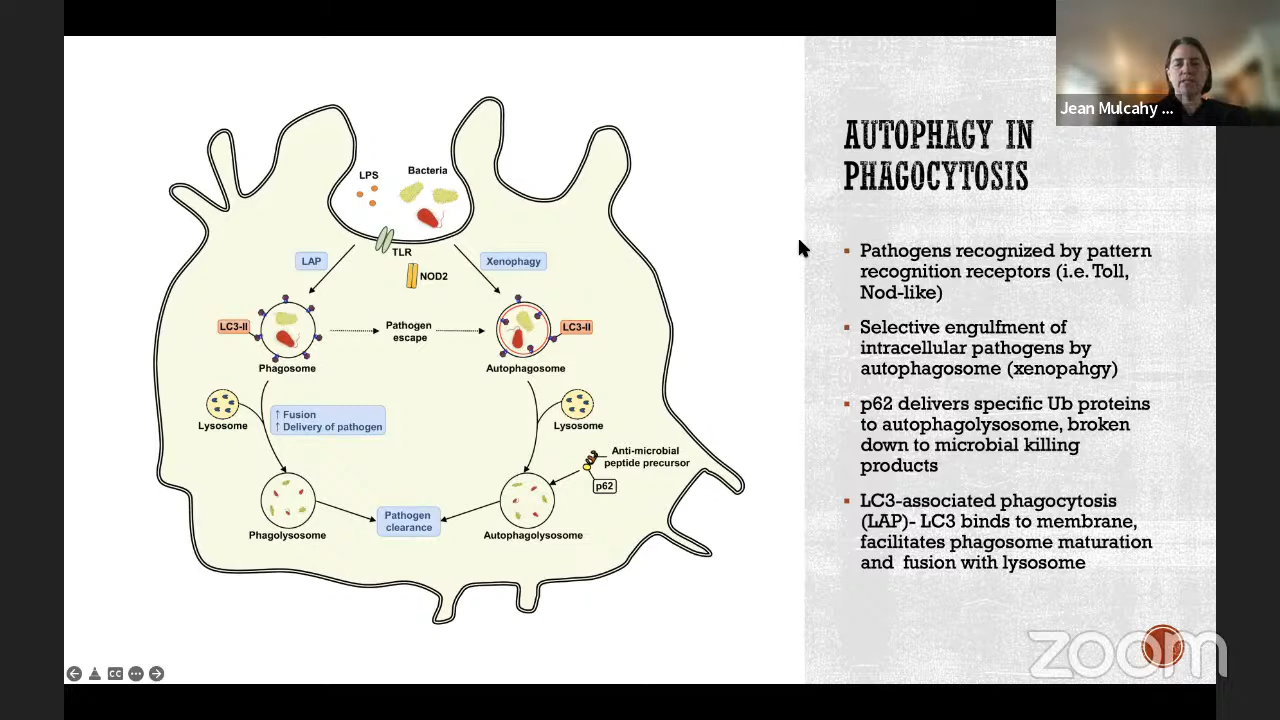 Jean Mulcahy ...
AUTOPHAGY IN
PHAGOCYTOSIS
▪ Pathogens recognized by pattern
recognition receptors (i.e. Toll,
Nod-like)
▪ Selective engulfment of
intracellular pathogens by
autophagosome (xenopahgy)
▪ p62 delivers specific Ub proteins
to autophagolysosome, broken
down to microbial killing
products
▪ LC3-associated phagocytosis
(LAP)- LC3 binds to membrane,
facilitates phagosome maturation
and fusion with lysosome
LPS
Bacteria
TLR
NOD2
LAP
Xenophagy
LC3-II
Phagosome
Pathogen
escape
LC3-II
Autophagosome
Lysosome
↑ Fusion
↑ Delivery of pathogen
Lysosome
Anti-microbial
peptide precursor
p62
Phagolysosome
Pathogen
clearance
Autophagolysosome
CC
zoom